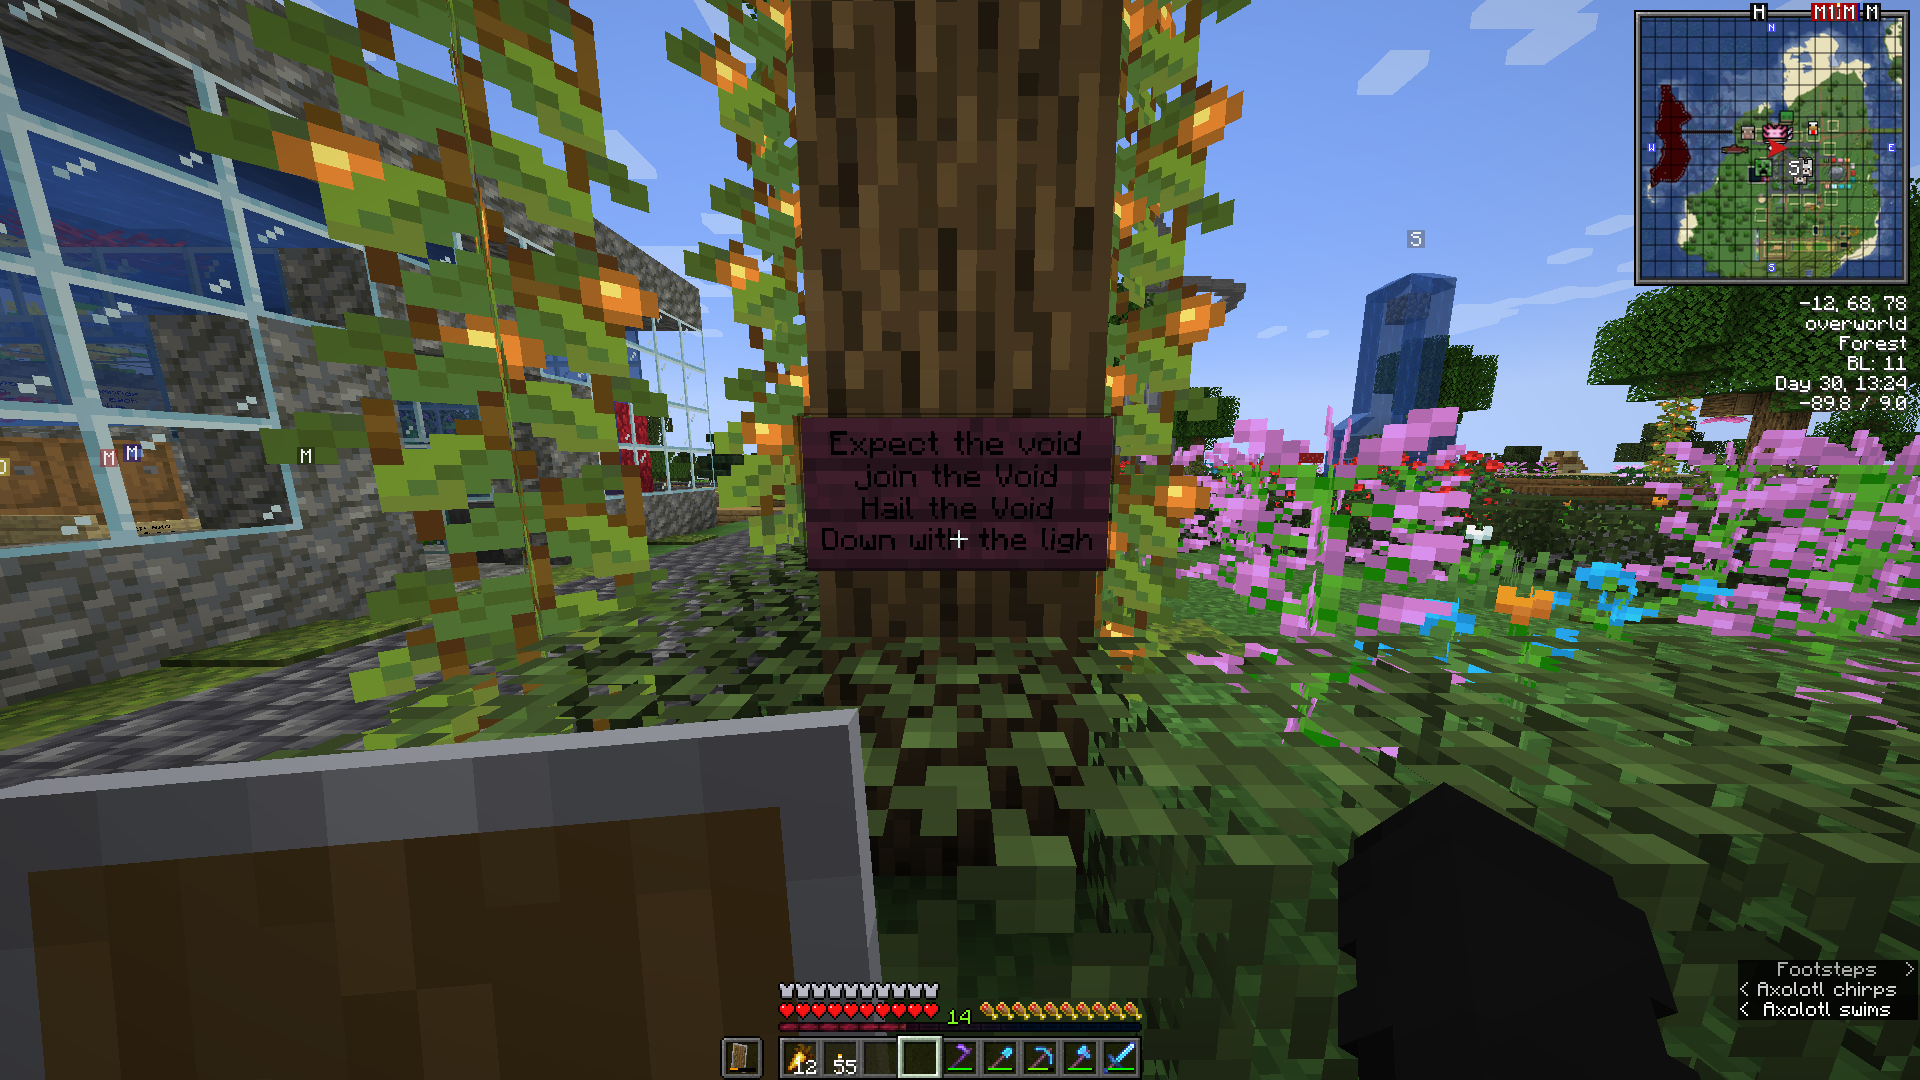 H M1JM M
N
W
E
S
S
-12, 68, 78
overworld
Forest
BL: 11
Day 30, 13:24
-89.8 / 9.0
S
M M M
Expect the void
join the Void
Hail the Void
Down with the ligh
Footsteps >
< Axolotl chirps
< Axolotl swims
14
12 55